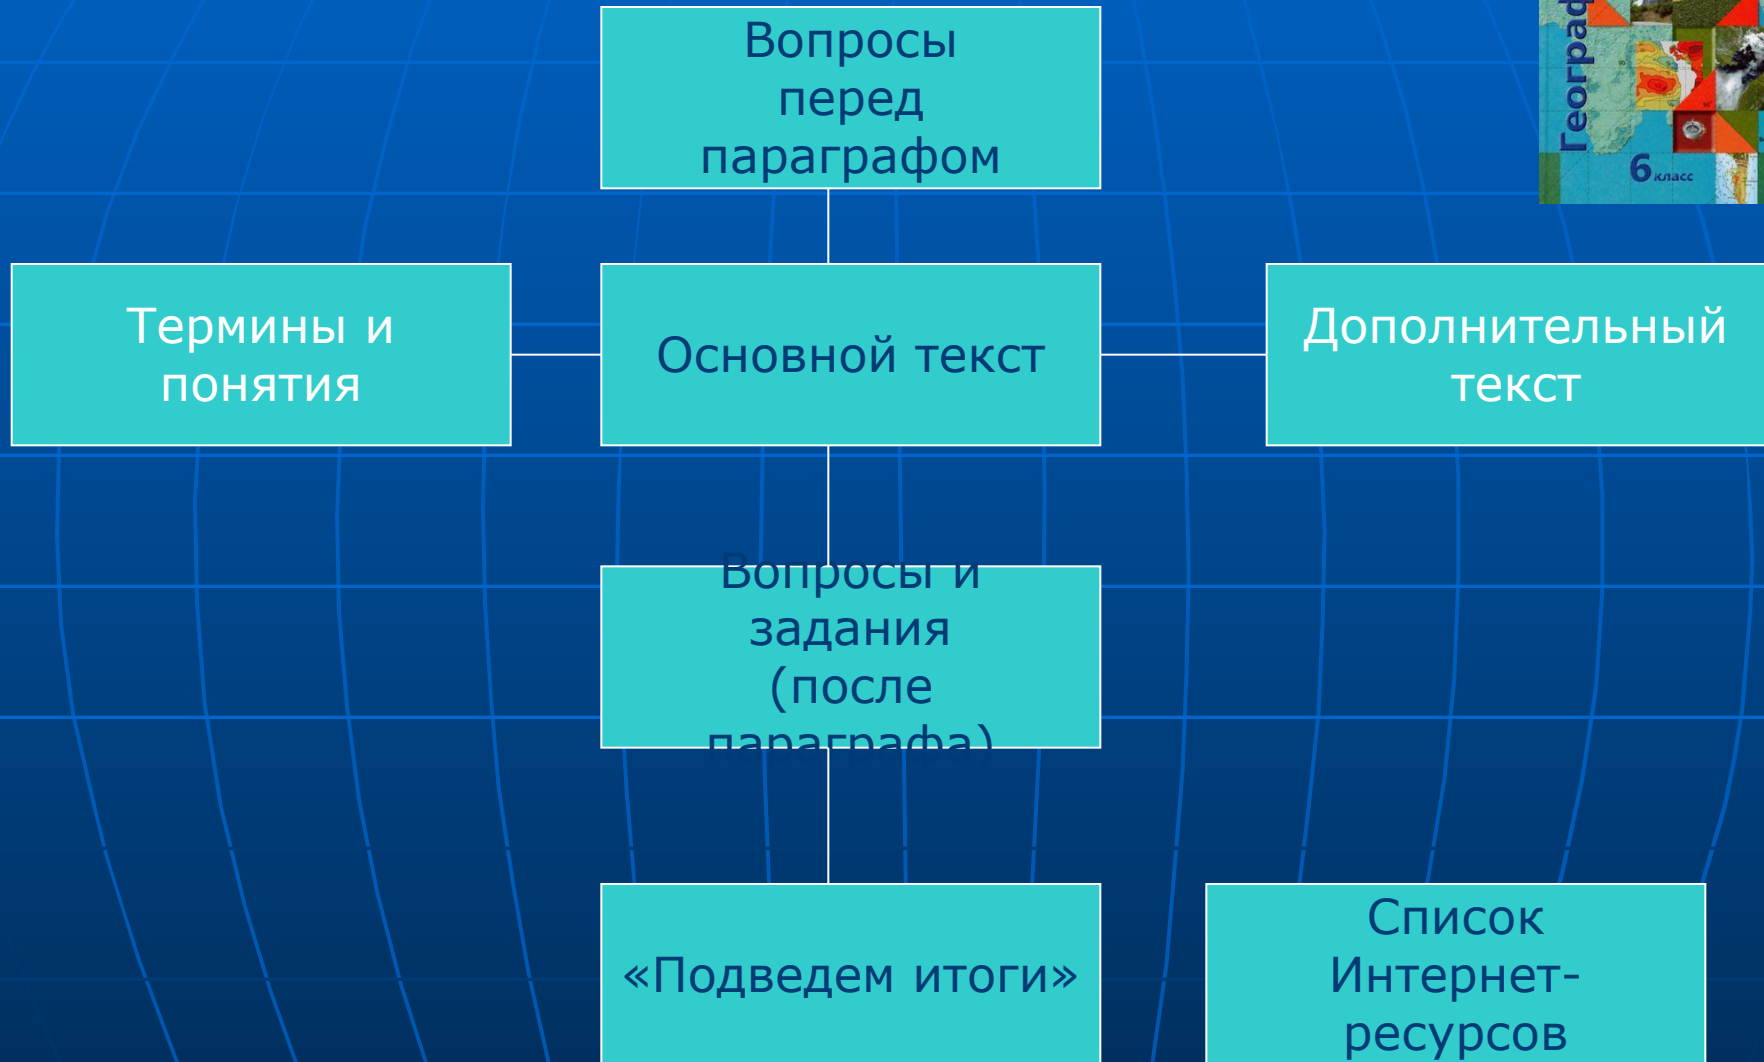 Вопросы
перед
параграфом
6 класс
Термины и
понятия
Основной текст
Дополнительный
текст
Вопросы и
задания
(после
параграфа)
«Подведем итоги»
Список
Интернет-
ресурсов